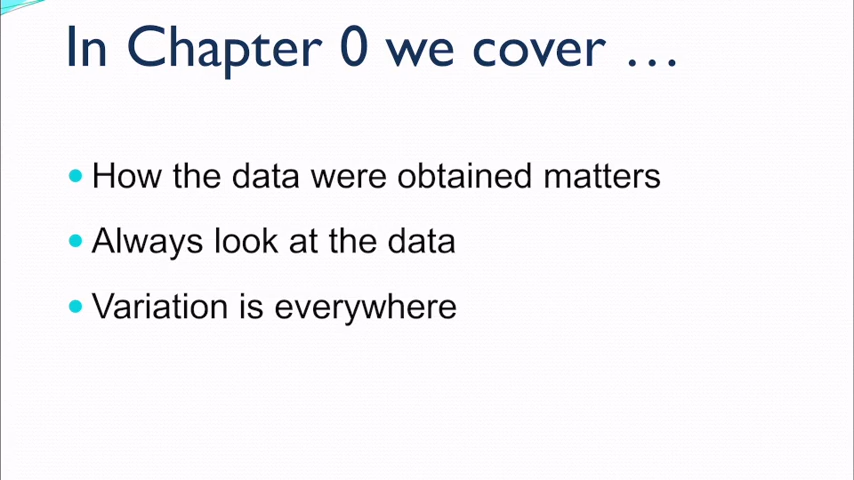 In Chapter 0 we cover …
• How the data were obtained matters
• Always look at the data
• Variation is everywhere